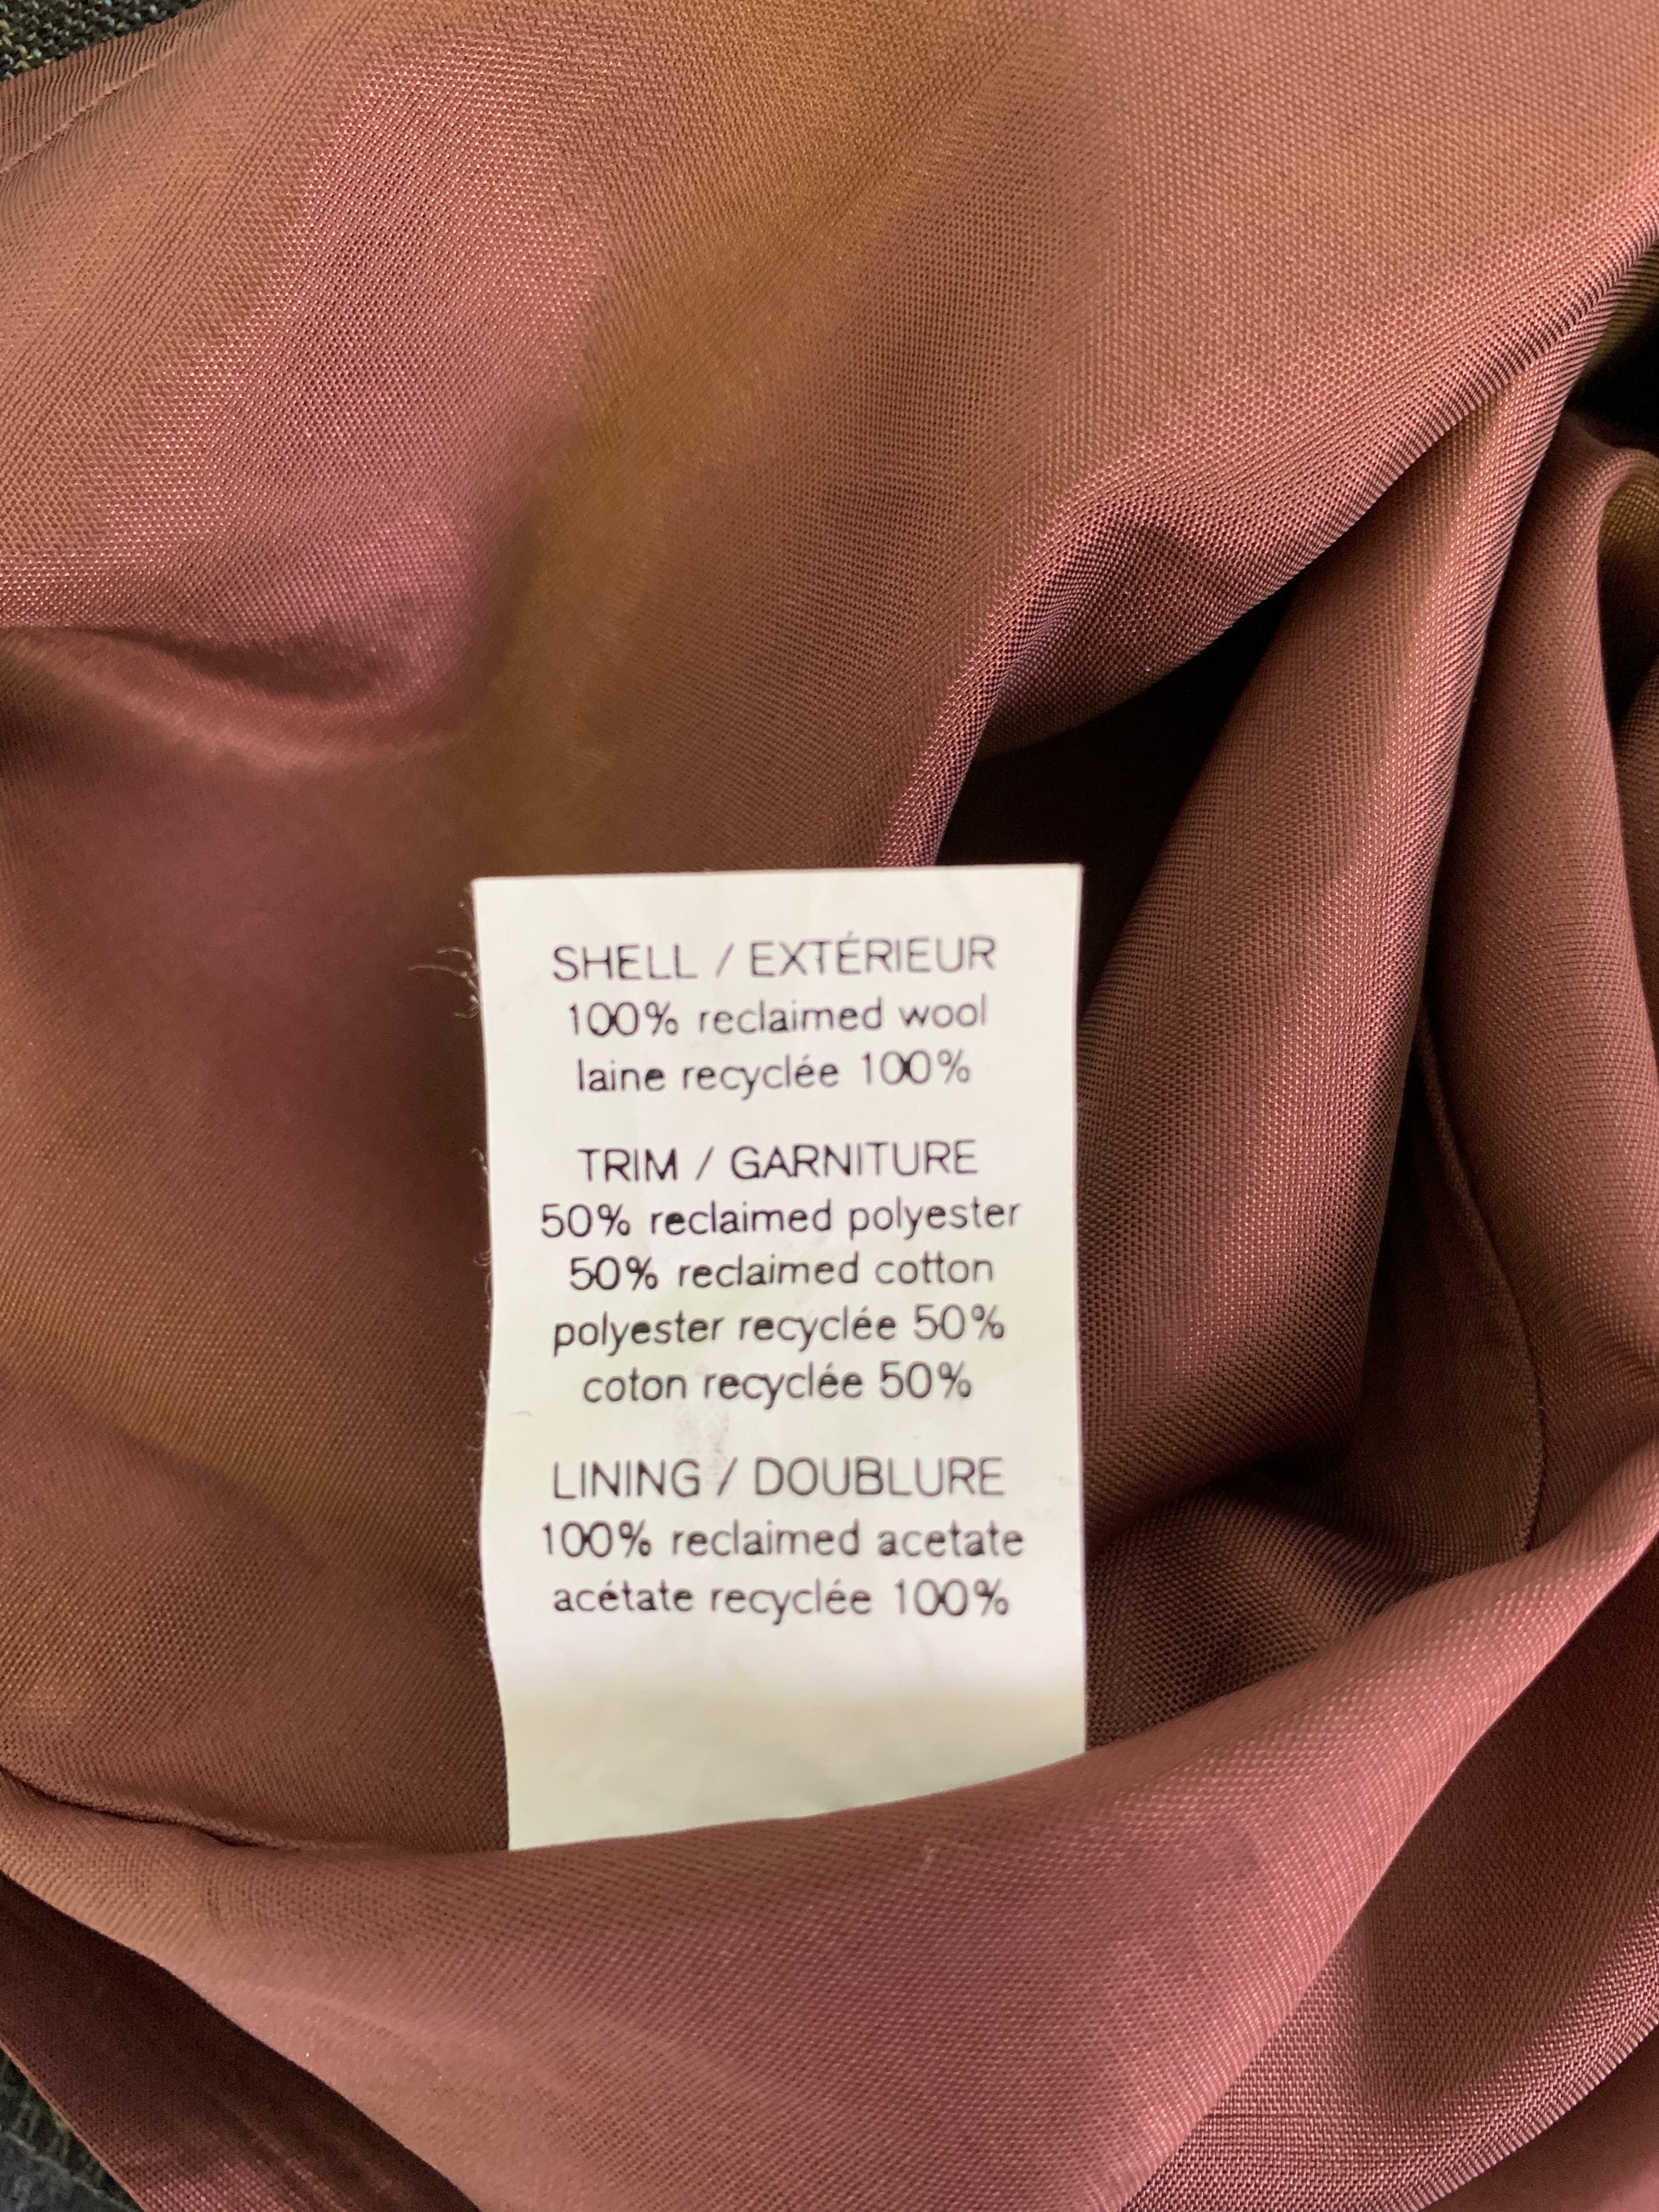 SHELL / EXTÉRIEUR
100% reclaimed wool
laine recyclée 100%
TRIM / GARNITURE
50% reclaimed polyester
50% reclaimed cotton
polyester recyclée 50%
coton recyclée 50%
LINING / DOUBLURE
100% reclaimed acetate
acétate recyclée 100%